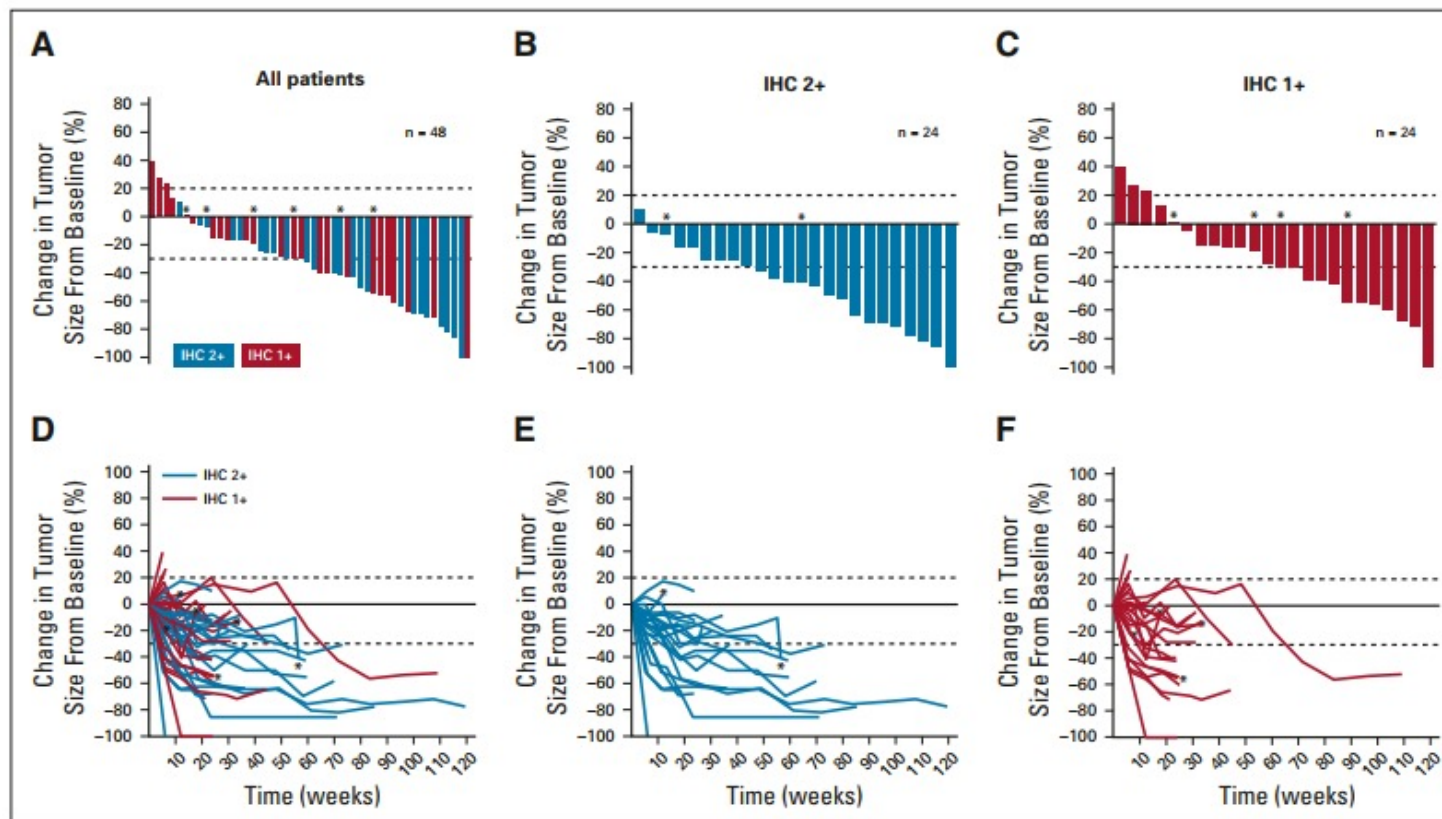 A
All patients
Change in Tumor
Size From Baseline (%)
80
60
40
20
0
−20
−40
−60
−80
−100
n = 48
* * * * * *
IHC 2+ IHC 1+
B
IHC 2+
Change in Tumor
Size From Baseline (%)
80
60
40
20
0
−20
−40
−60
−80
−100
n = 24
* *
C
IHC 1+
Change in Tumor
Size From Baseline (%)
80
60
40
20
0
−20
−40
−60
−80
−100
n = 24
* * * *
D
Change in Tumor
Size From Baseline (%)
100
80
60
40
20
0
−20
−40
−60
−80
−100
IHC 2+
IHC 1+
10 20 30 40 50 60 70 80 90 100 110 120
Time (weeks)
E
Change in Tumor
Size From Baseline (%)
100
80
60
40
20
0
−20
−40
−60
−80
−100
* *
10 20 30 40 50 60 70 80 90 100 110 120
Time (weeks)
F
Change in Tumor
Size From Baseline (%)
100
80
60
40
20
0
−20
−40
−60
−80
−100
10 20 30 40 50 60 70 80 90 100 110 120
Time (weeks)